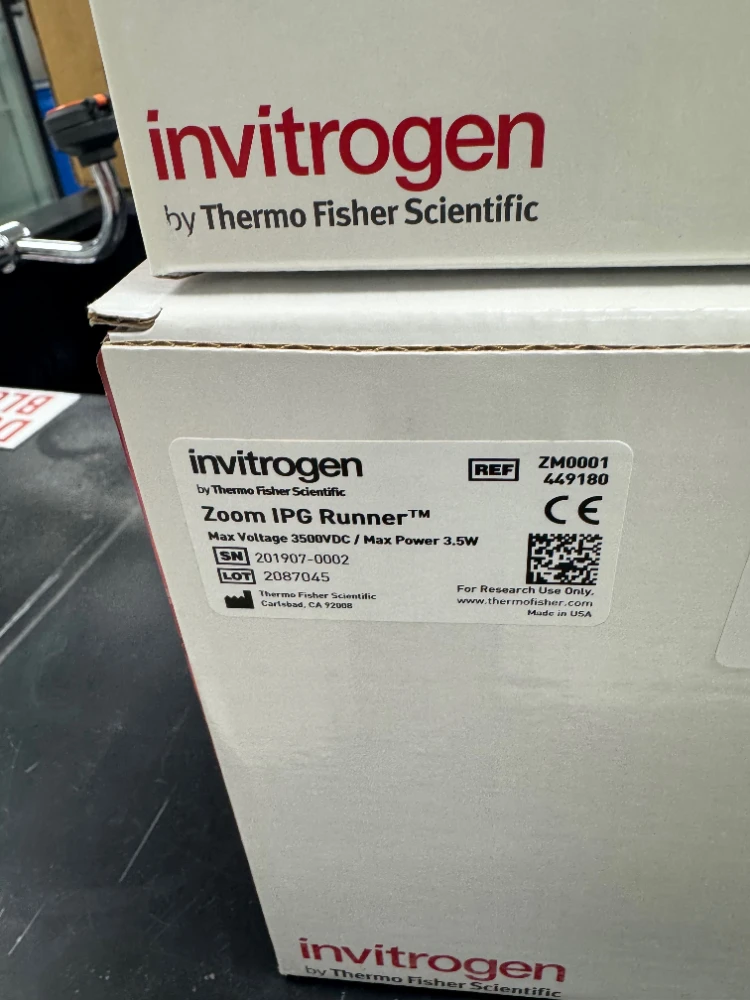 invitrogen
by Thermo Fisher Scientific
invitrogen
by Thermo Fisher Scientific
REF ZM0001
449180
Zoom IPG Runner™
CE
Max Voltage 3500VDC / Max Power 3.5W
SN 201907-0002
LOT 2087045
Thermo Fisher Scientific
Carlsbad, CA 92008
For Research Use Only.
www.thermofisher.com
Made in USA
invitrogen
by Thermo Fisher Scientific